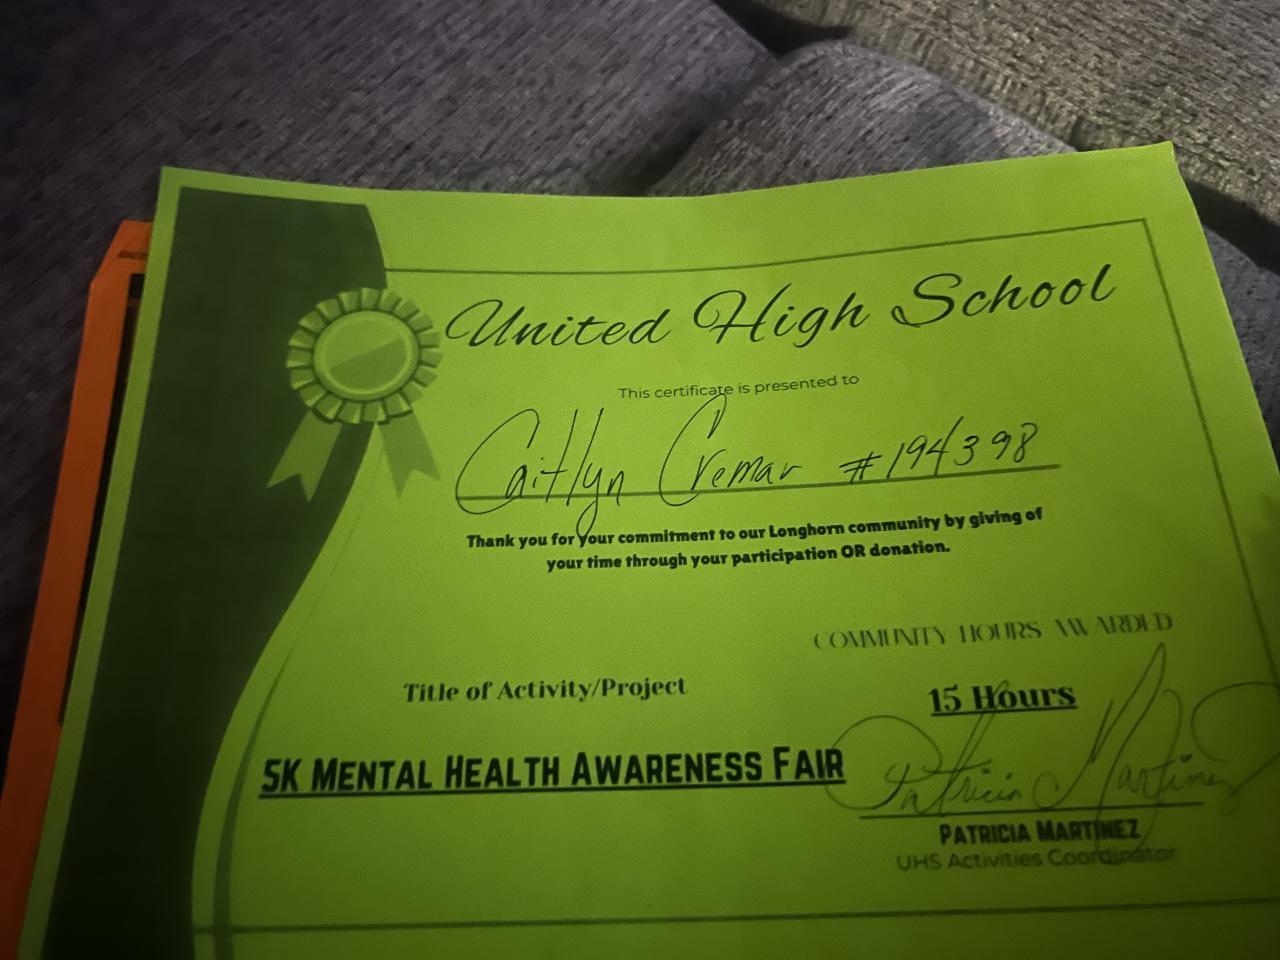 United High School
This certificate is presented to
Caitlyn Cremar #194398
Thank you for your commitment to our Longhorn community by giving of
your time through your participation OR donation.
COMMUNITY HOURS AWARDED
Title of Activity/Project
15 Hours
5K MENTAL HEALTH AWARENESS FAIR
Patricia Martinez
PATRICIA MARTINEZ
UHS Activities Coordinator